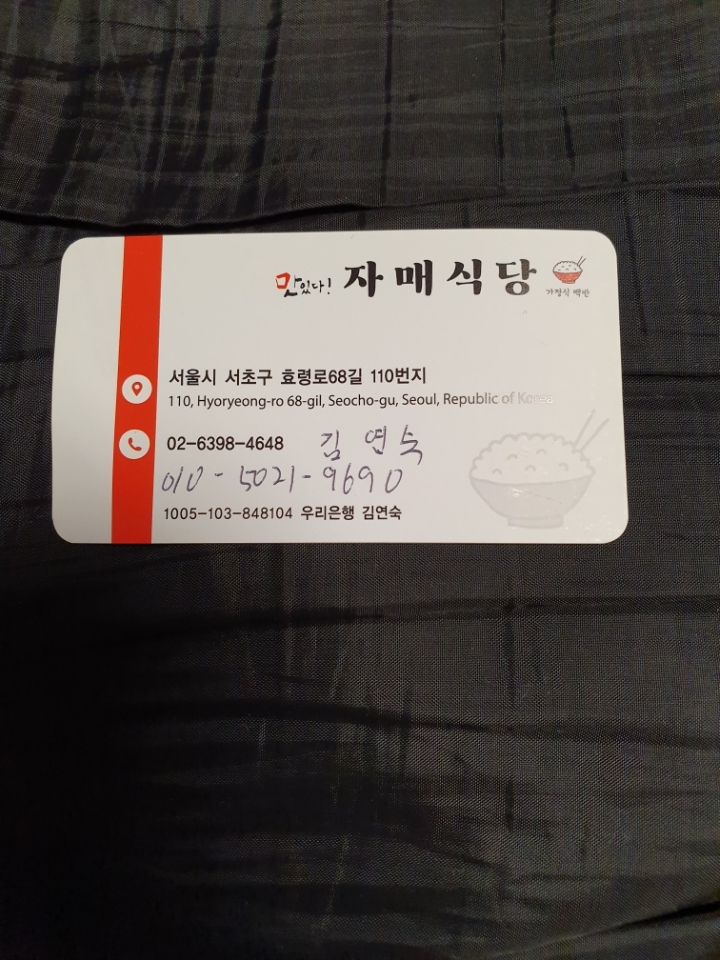 맛있다! 자매식당
가정식 백반
서울시 서초구 효령로68길 110번지
110, Hyoryeong-ro 68-gil, Seocho-gu, Seoul, Republic of Korea
02-6398-4648 김연숙
010-5021-9690
1005-103-848104 우리은행 김연숙